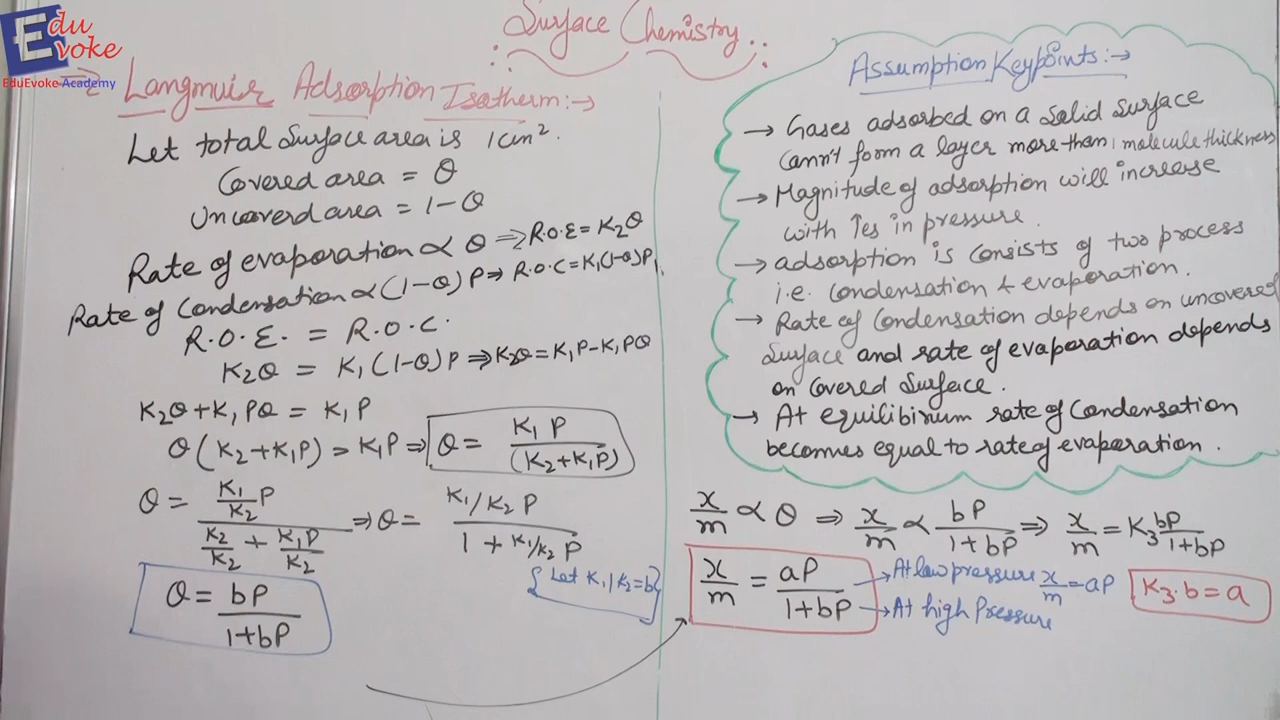 Edu Evoke
EduEvoke Academy
Surface Chemistry
⇒ Langmuir Adsorption Isotherm:→
Let total surface area is 1cm².
Covered area = θ
Uncoverd area = 1-θ
Rate of evaporation ∝ θ ⇒ R.O.E = K₂θ
Rate of Condensation ∝ (1-θ) P ⇒ R.O.C = K₁(1-θ)P
R.O.E. = R.O.C.
K₂θ = K₁(1-θ)P ⇒ K₂θ = K₁P-K₁Pθ
K₂θ+K₁Pθ = K₁P
θ(K₂+K₁P) = K₁P ⇒ θ = K₁P/(K₂+K₁P)
θ = (K₁/K₂ P)/(K₂/K₂ + K₁P/K₂) ⇒ θ = (K₁/K₂ P)/(1 + K₁/K₂ P)
{Let K₁/K₂=b}
θ = bP/1+bP
Assumption Keypoints:→
→ Gases adsorbed on a solid surface
cann't form a layer more than 1 molecule thickness
→ Magnitude of adsorption will increase
with ↑es in pressure.
→ adsorption is consists of two process
i.e. condensation & evaporation.
→ Rate of Condensation depends on uncovered
surface and rate of evaporation depends
on covered surface.
→ At equilibirium rate of condensation
becomes equal to rate of evaporation.
x/m ∝ θ ⇒ x/m ∝ bP/1+bP ⇒ x/m = K₃ bP/1+bP
x/m = aP/1+bP → At low pressure x/m = aP
→ At high Pressure
K₃.b = a